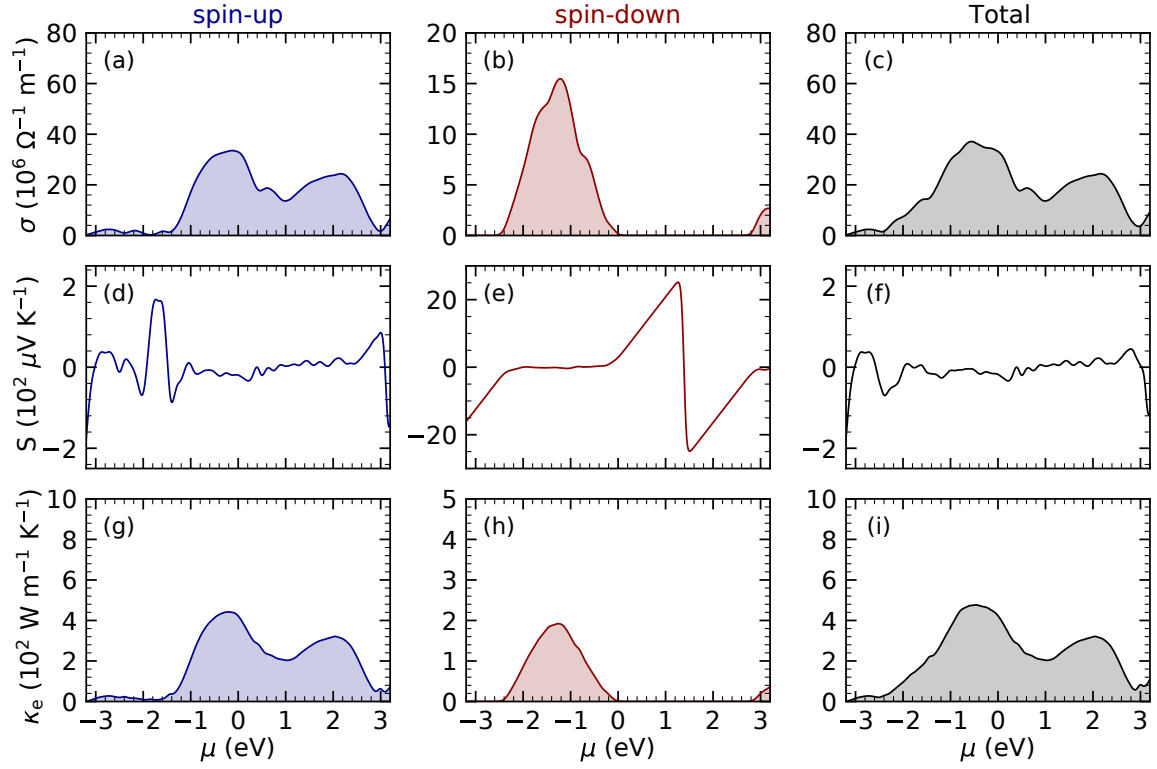 spin-up spin-down Total
σ (10⁶ Ω⁻¹ m⁻¹)
80
60
40
20
0
(a)
20
15
10
5
0
(b)
80
60
40
20
0
(c)
S (10² μV K⁻¹)
2
0
−2
(d)
20
0
−20
(e)
2
0
−2
(f)
κₑ (10² W m⁻¹ K⁻¹)
10
8
6
4
2
0
(g)
−3 −2 −1 0 1 2 3
μ (eV)
5
4
3
2
1
0
(h)
−3 −2 −1 0 1 2 3
μ (eV)
10
8
6
4
2
0
(i)
−3 −2 −1 0 1 2 3
μ (eV)